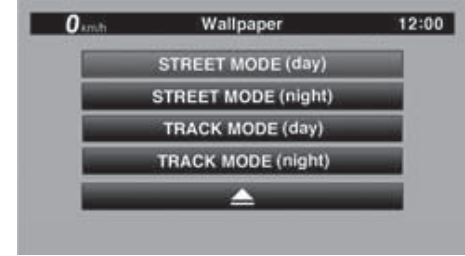 0 km/h Wallpaper 12:00
STREET MODE (day)
STREET MODE (night)
TRACK MODE (day)
TRACK MODE (night)